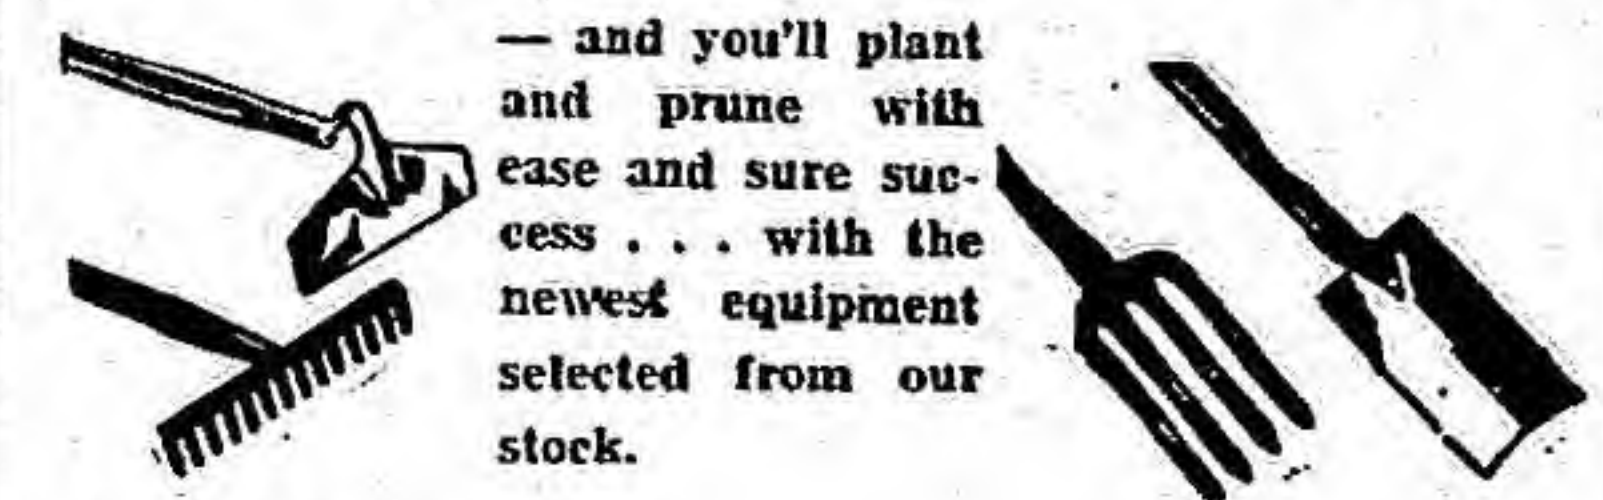 — and you'll plant
and prune with
ease and sure suc-
cess . . . with the
newest equipment
selected from our
stock.